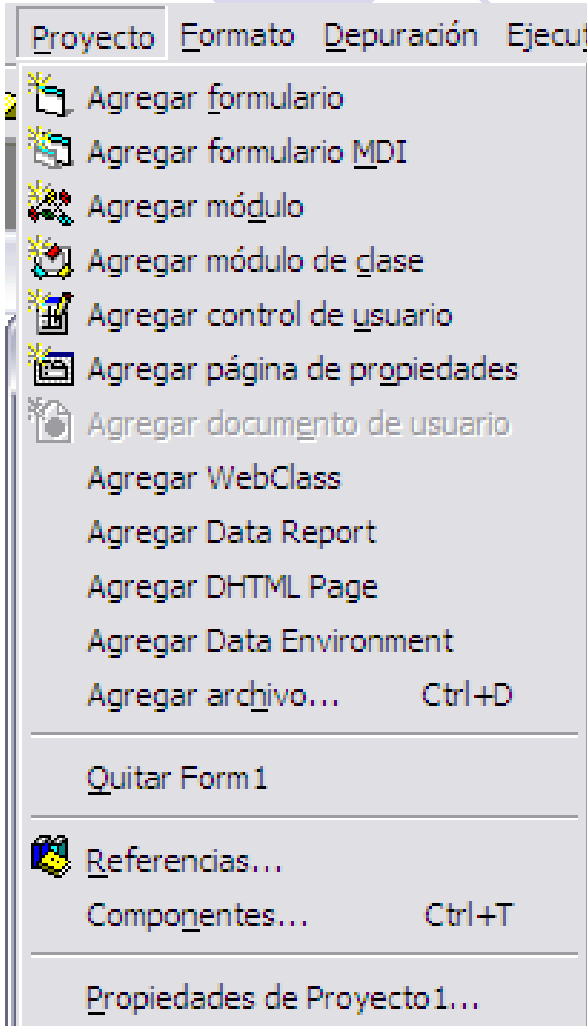 Proyecto Formato Depuración Ejecut
Agregar formulario
Agregar formulario MDI
Agregar módulo
Agregar módulo de clase
Agregar control de usuario
Agregar página de propiedades
Agregar documento de usuario
Agregar WebClass
Agregar Data Report
Agregar DHTML Page
Agregar Data Environment
Agregar archivo... Ctrl+D
Quitar Form1
Referencias...
Componentes... Ctrl+T
Propiedades de Proyecto1...